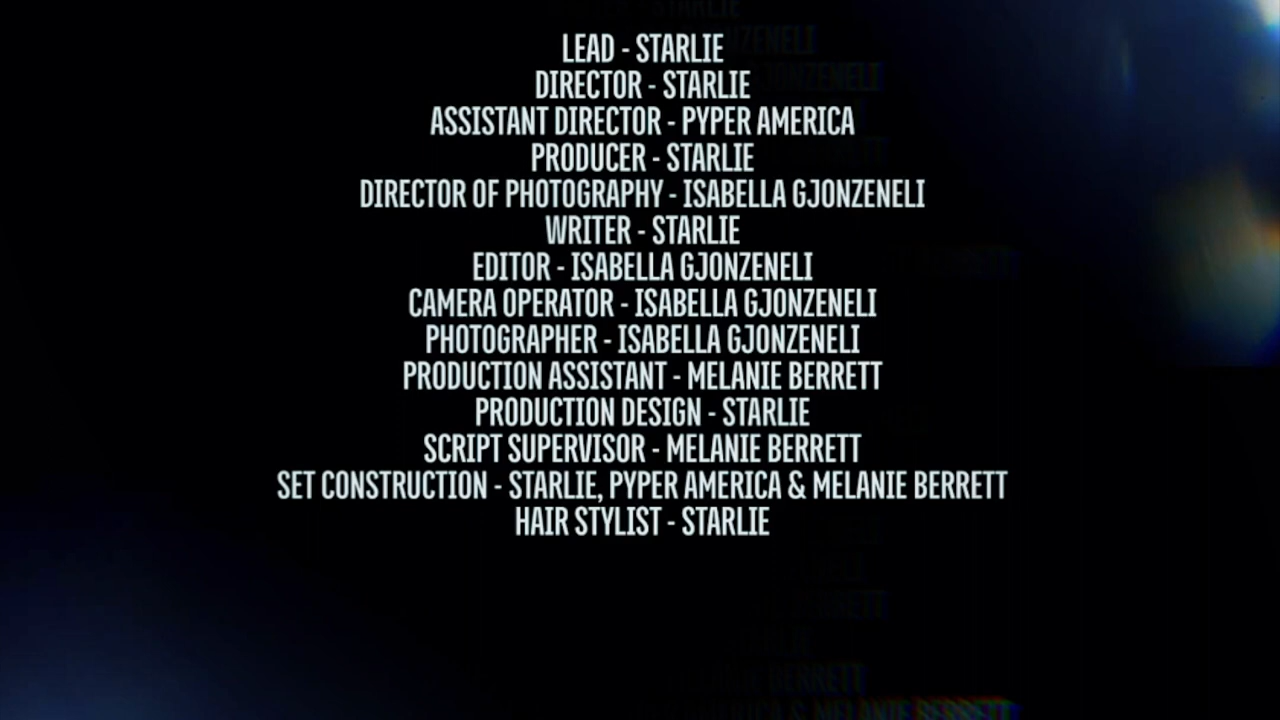 LEAD - STARLIE
DIRECTOR - STARLIE
ASSISTANT DIRECTOR - PYPER AMERICA
PRODUCER - STARLIE
DIRECTOR OF PHOTOGRAPHY - ISABELLA GJONZENELI
WRITER - STARLIE
EDITOR - ISABELLA GJONZENELI
CAMERA OPERATOR - ISABELLA GJONZENELI
PHOTOGRAPHER - ISABELLA GJONZENELI
PRODUCTION ASSISTANT - MELANIE BERRETT
PRODUCTION DESIGN - STARLIE
SCRIPT SUPERVISOR - MELANIE BERRETT
SET CONSTRUCTION - STARLIE, PYPER AMERICA & MELANIE BERRETT
HAIR STYLIST - STARLIE